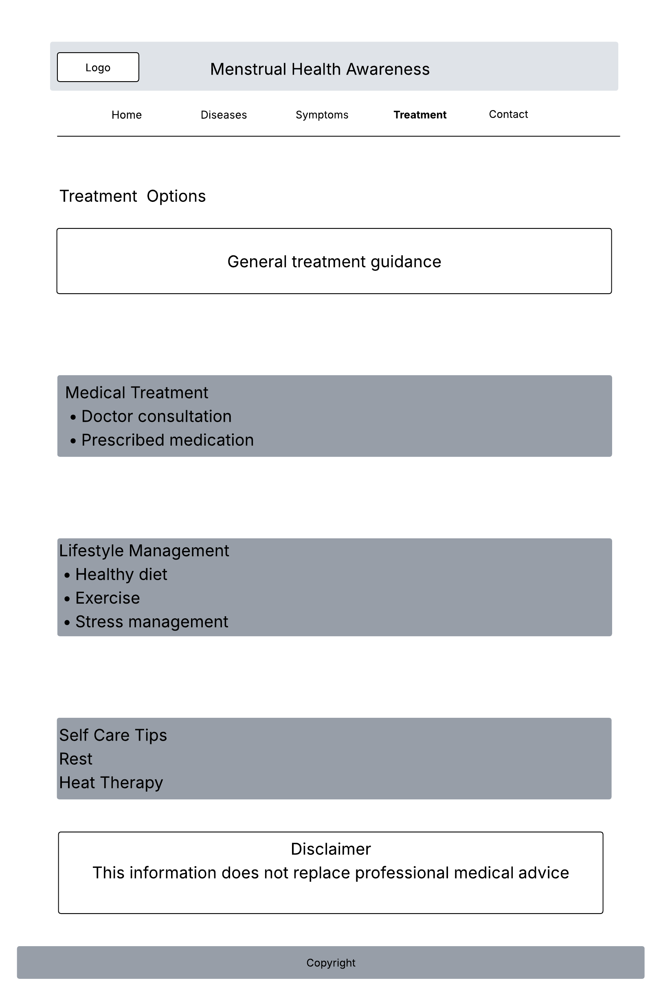 Logo
Menstrual Health Awareness
Home Diseases Symptoms Treatment Contact
Treatment Options
General treatment guidance
Medical Treatment
• Doctor consultation
• Prescribed medication
Lifestyle Management
• Healthy diet
• Exercise
• Stress management
Self Care Tips
Rest
Heat Therapy
Disclaimer
This information does not replace professional medical advice
Copyright